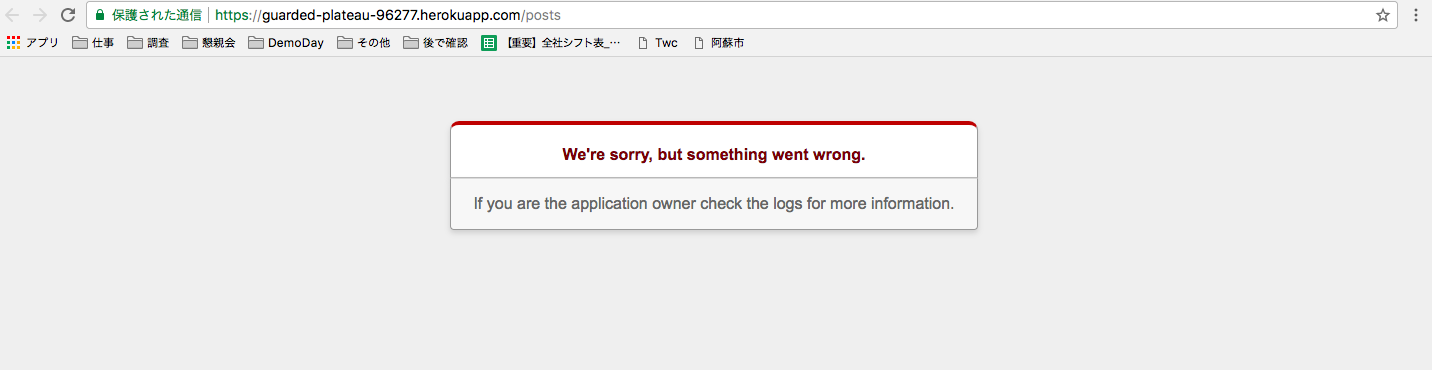 保護された通信 https://guarded-plateau-96277.herokuapp.com/posts
アプリ 仕事 調査 懇親会 DemoDay その他 後で確認 【重要】全社シフト表_… Twc 阿蘇市
We're sorry, but something went wrong.
If you are the application owner check the logs for more information.